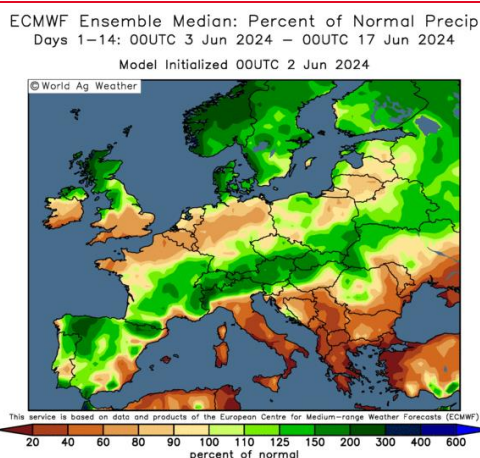 ECMWF Ensemble Median: Percent of Normal Precip
Days 1-14: 00UTC 3 Jun 2024 - 00UTC 17 Jun 2024
Model Initialized 00UTC 2 Jun 2024
© World Ag Weather
This service is based on data and products of the European Centre for Medium-range Weather Forecasts (ECMWF)
20 40 60 80 90 100 110 125 150 200 300 400 600
percent of normal